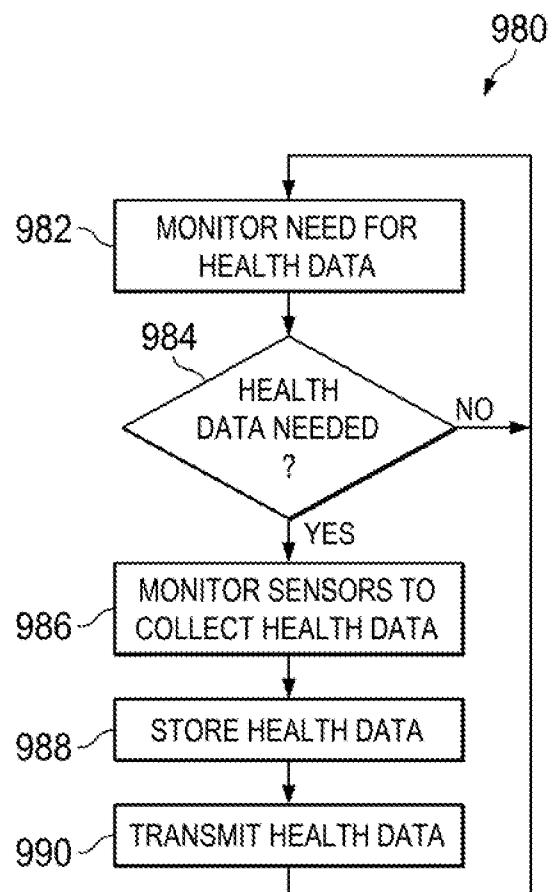 980
982
MONITOR NEED FOR
HEALTH DATA
984
HEALTH
DATA NEEDED
?
NO
YES
986
MONITOR SENSORS TO
COLLECT HEALTH DATA
988
STORE HEALTH DATA
990
TRANSMIT HEALTH DATA